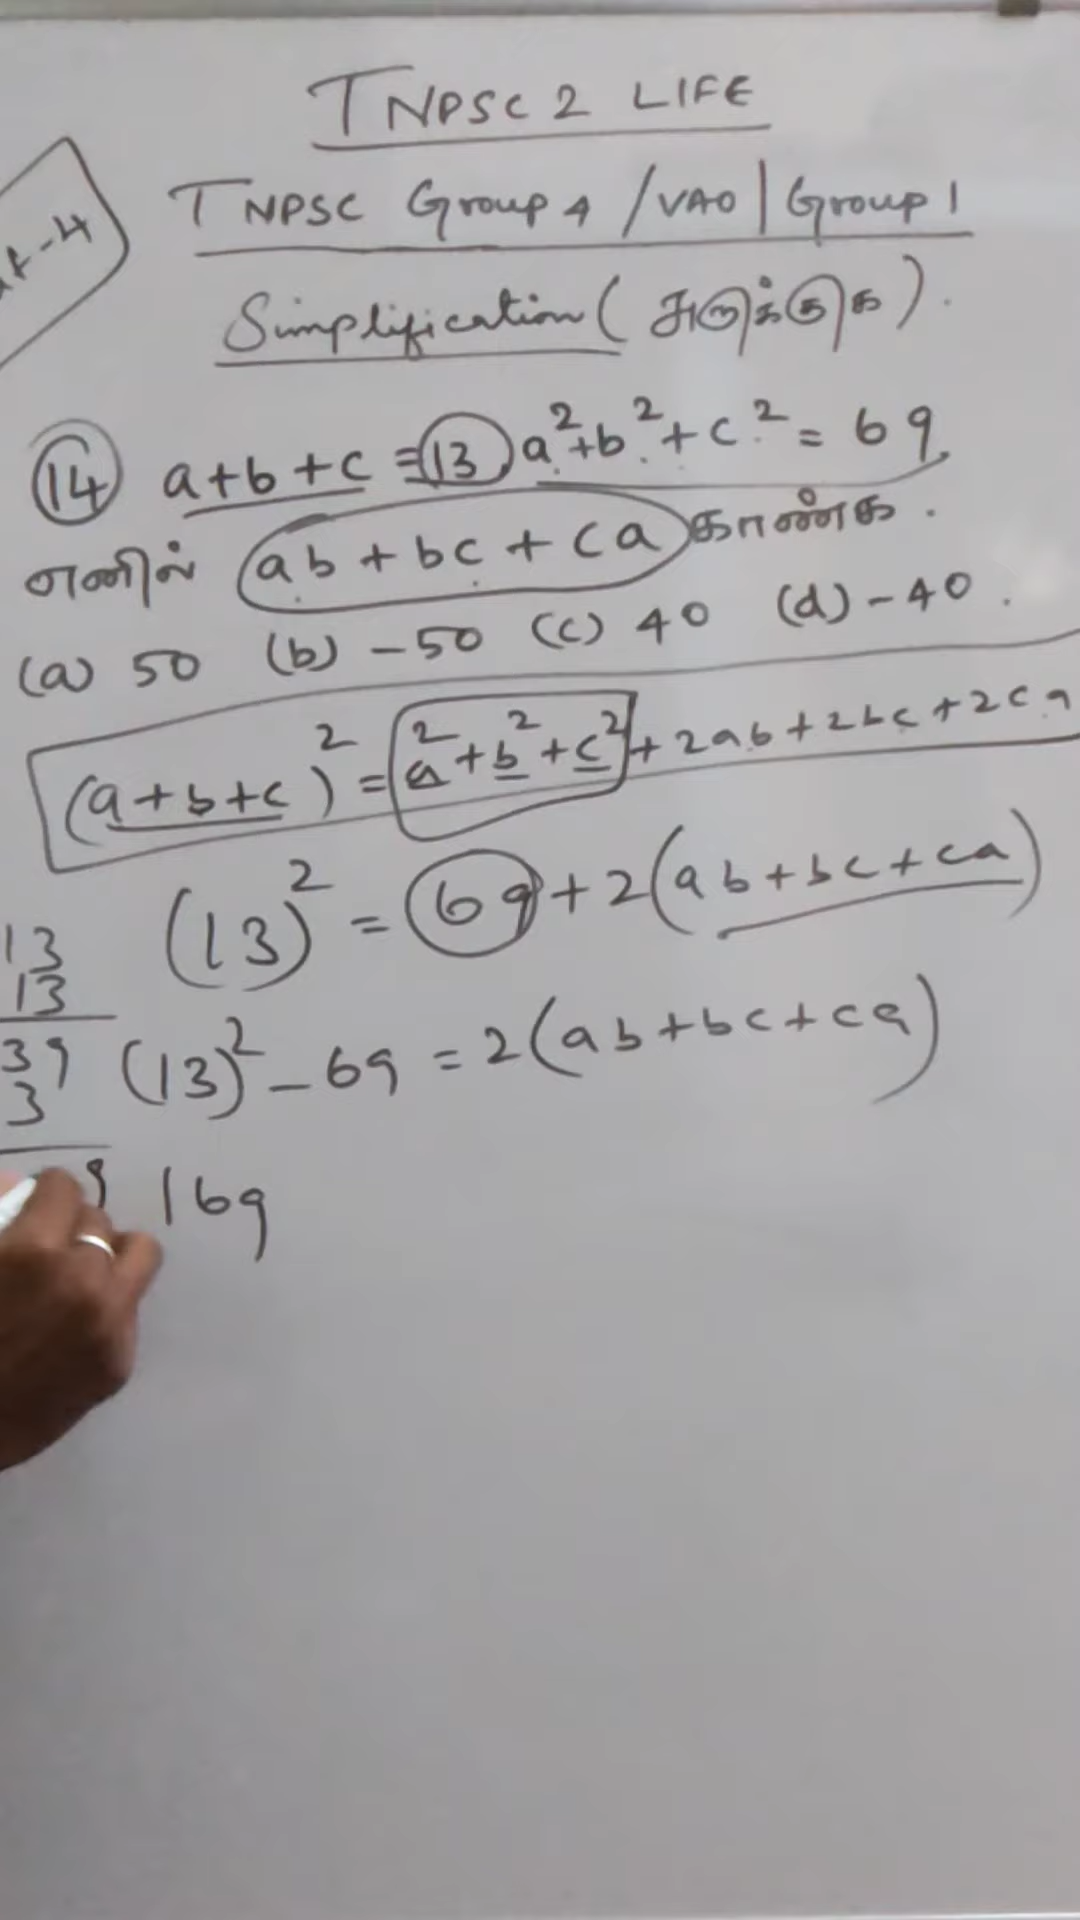 TNPSC 2 LIFE
TNPSC Group 4 / VAO | Group 1
Simplification ( சுருக்குக ) .
14 a+b+c = 13 a²+b²+c² = 69
எனில் ab + bc + ca காண்க .
(a) 50 (b) -50 (c) 40 (d) -40 .
(a+b+c)² = a²+b²+c²+2ab+2bc+2ca
(13)² = 69+2(ab+bc+ca)
13
13
39
3
(13)²-69 = 2(ab+bc+ca)
169